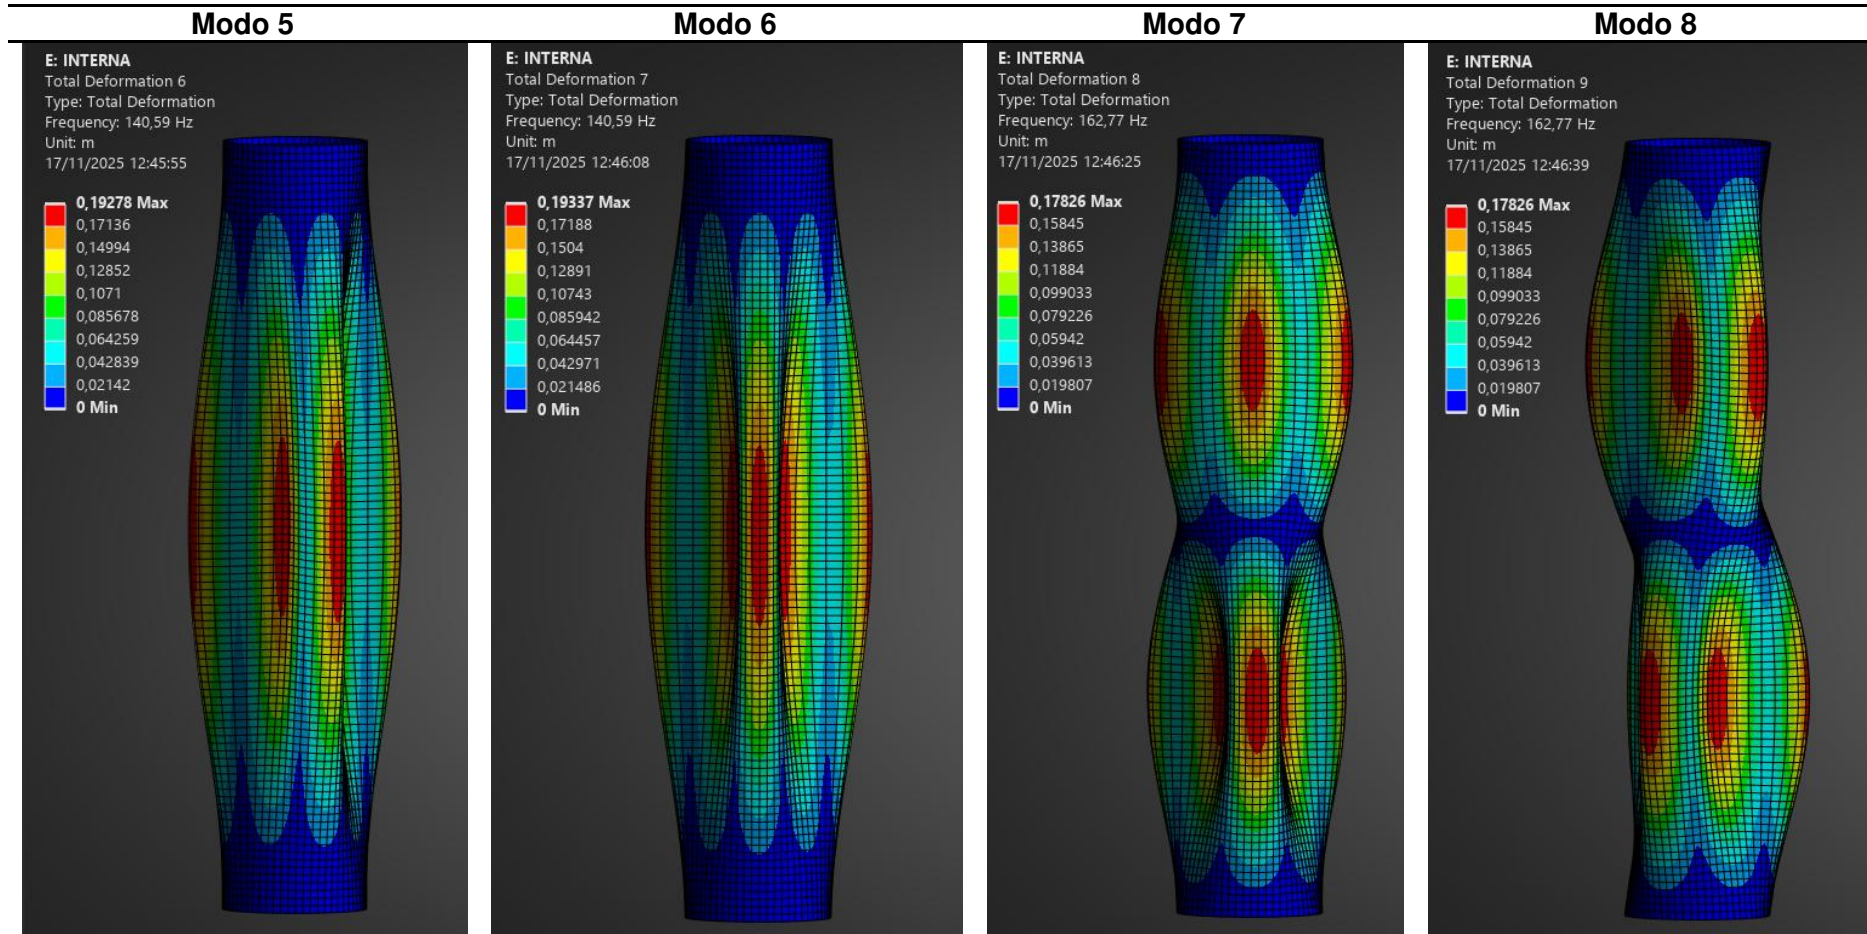 Modo 5
Modo 6
Modo 7
Modo 8
E: INTERNA
Total Deformation 6
Type: Total Deformation
Frequency: 140,59 Hz
Unit: m
17/11/2025 12:45:55
0,19278 Max
0,17136
0,14994
0,12852
0,1071
0,085678
0,064259
0,042839
0,02142
0 Min
E: INTERNA
Total Deformation 7
Type: Total Deformation
Frequency: 140,59 Hz
Unit: m
17/11/2025 12:46:08
0,19337 Max
0,17188
0,1504
0,12891
0,10743
0,085942
0,064457
0,042971
0,021486
0 Min
E: INTERNA
Total Deformation 8
Type: Total Deformation
Frequency: 162,77 Hz
Unit: m
17/11/2025 12:46:25
0,17826 Max
0,15845
0,13865
0,11884
0,099033
0,079226
0,05942
0,039613
0,019807
0 Min
E: INTERNA
Total Deformation 9
Type: Total Deformation
Frequency: 162,77 Hz
Unit: m
17/11/2025 12:46:39
0,17826 Max
0,15845
0,13865
0,11884
0,099033
0,079226
0,05942
0,039613
0,019807
0 Min